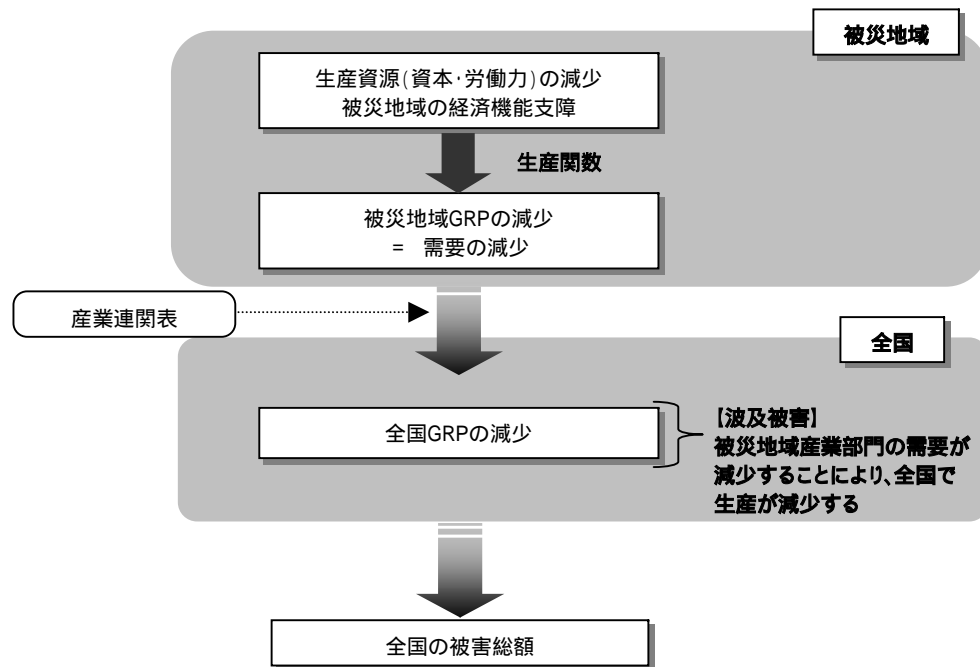 被災地域
生産資源(資本･労働力)の減少
被災地域の経済機能支障
生産関数
被災地域GRPの減少
= 需要の減少
産業連関表
全国
全国GRPの減少
【波及被害】
被災地域産業部門の需要が
減少することにより、全国で
生産が減少する
全国の被害総額